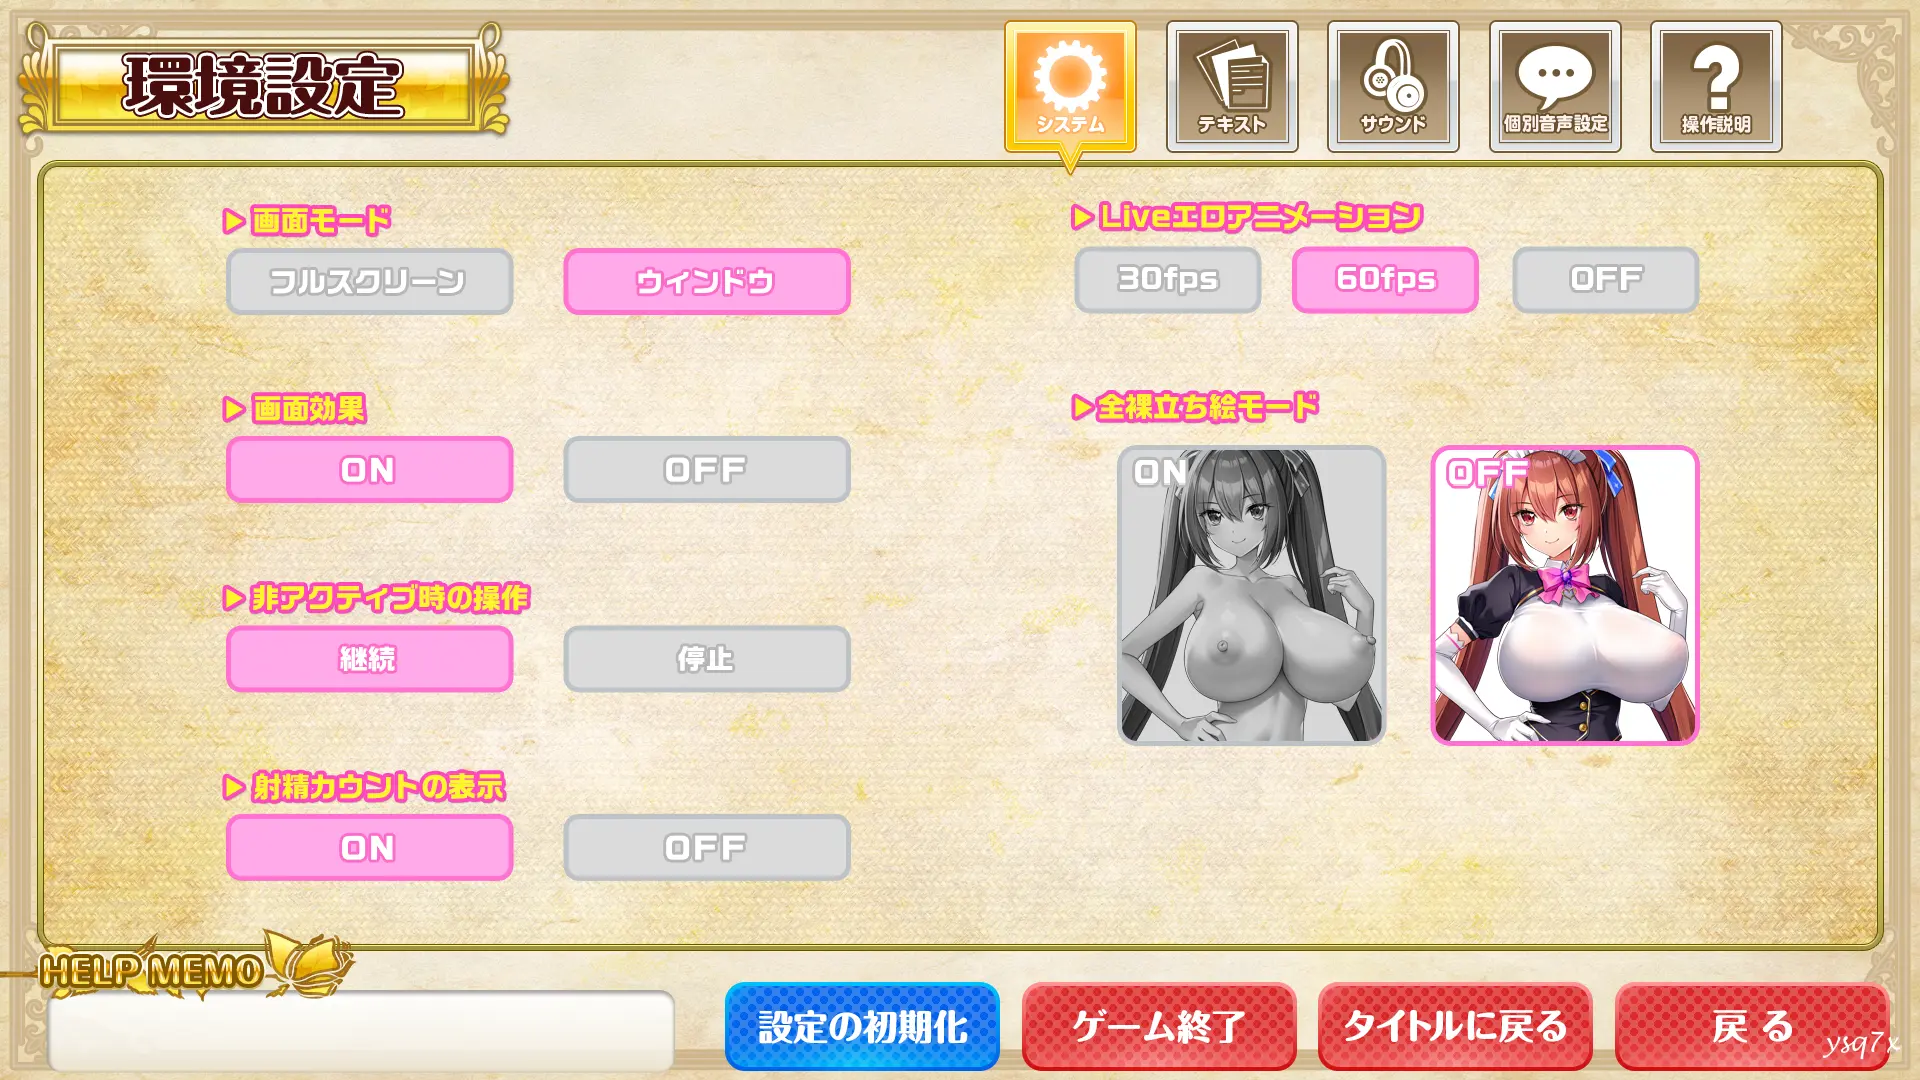 環境設定
システム
テキスト
サウンド
個別音声設定
操作説明
画面モード
フルスクリーン
ウィンドウ
Liveエロアニメーション
30fps
60fps
OFF
画面効果
ON
OFF
全裸立ち絵モード
ON
OFF
非アクティブ時の操作
継続
停止
射精カウントの表示
ON
OFF
HELP MEMO
設定の初期化
ゲーム終了
タイトルに戻る
戻る
ysq7x